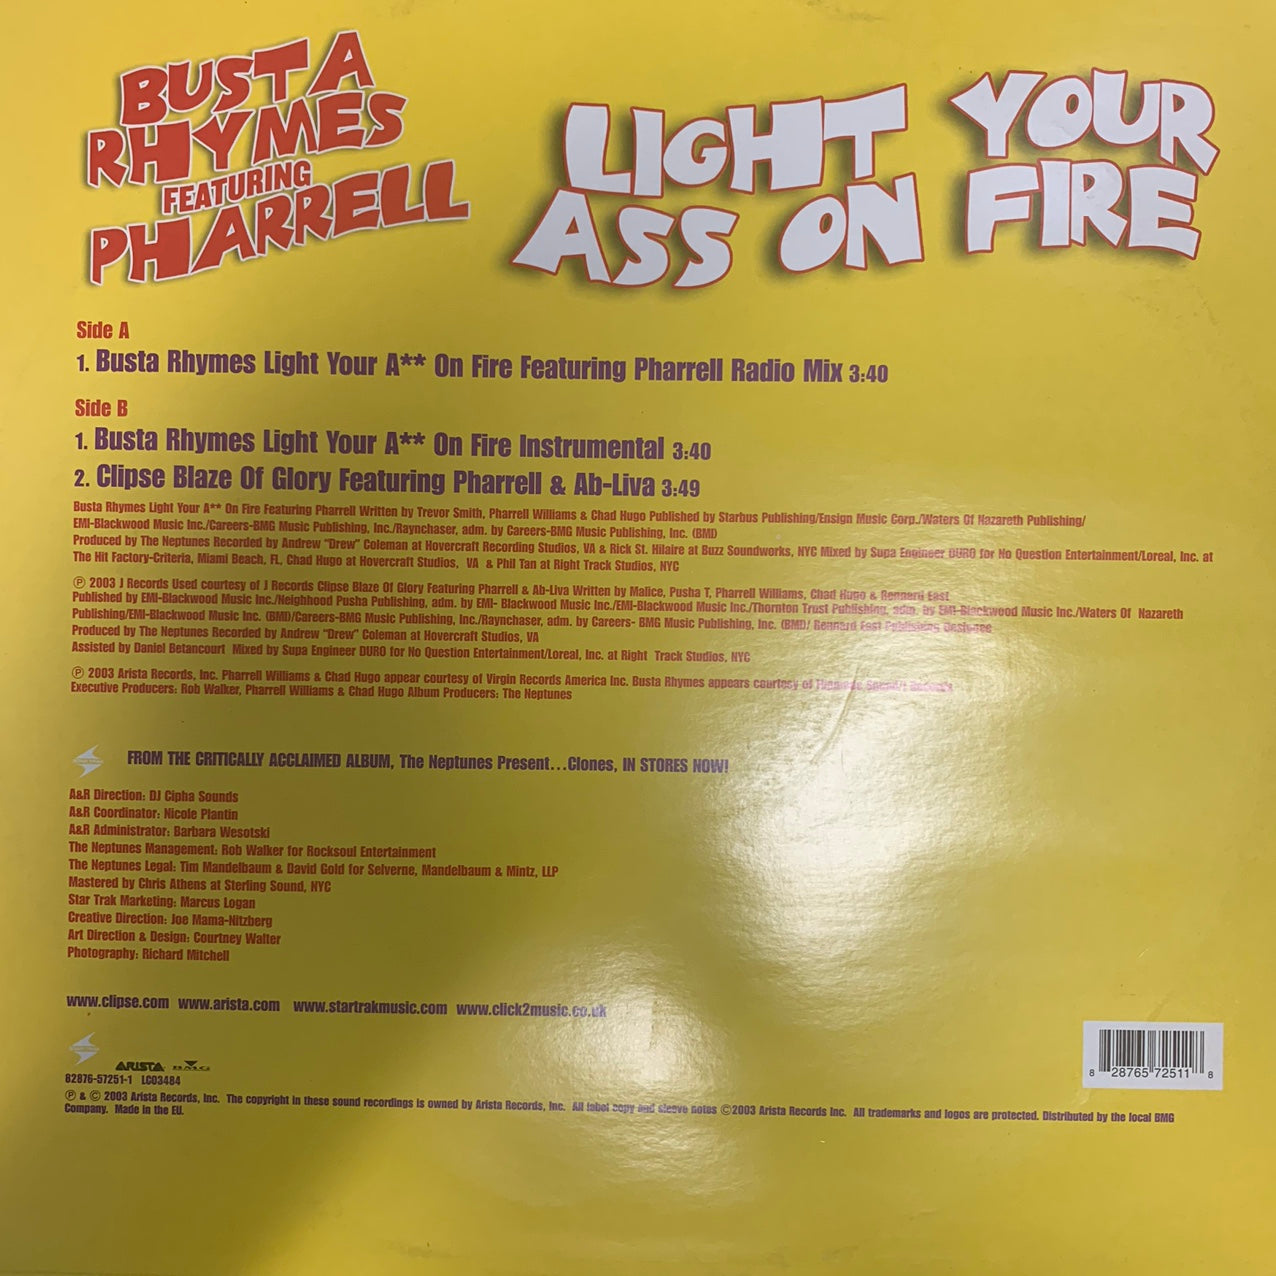 BUSTA
RHYMES
FEATURING
PHARRELL
LIGHT YOUR
ASS ON FIRE
Side A
1. Busta Rhymes Light Your A** On Fire Featuring Pharrell Radio Mix 3:40
Side B
1. Busta Rhymes Light Your A** On Fire Instrumental 3:40
2. Clipse Blaze Of Glory Featuring Pharrell & Ab-Liva 3:49
Busta Rhymes Light Your A** On Fire Featuring Pharrell Written by Trevor Smith, Pharrell Williams & Chad Hugo Published by Starbus Publishing/Ensign Music Corp./Waters Of Nazareth Publishing/
EMI-Blackwood Music Inc./Careers-BMG Music Publishing, Inc./Raynchaser, adm. by Careers-BMG Music Publishing, Inc. (BMI)
Produced by The Neptunes Recorded by Andrew "Drew" Coleman at Hovercraft Recording Studios, VA & Rick St. Hilaire at Buzz Soundworks, NYC Mixed by Supa Engineer DURO for No Question Entertainment/Loreal, Inc. at
The Hit Factory-Criteria, Miami Beach, FL, Chad Hugo at Hovercraft Studios, VA & Phil Tan at Right Track Studios, NYC
℗ 2003 J Records Used courtesy of J Records Clipse Blaze Of Glory Featuring Pharrell & Ab-Liva Written by Malice, Pusha T, Pharrell Williams, Chad Hugo & Rennard East
Published by EMI-Blackwood Music Inc./Neighhood Pusha Publishing, adm. by EMI- Blackwood Music Inc./EMI-Blackwood Music Inc./Thornton Trust Publishing, adm. by EMI-Blackwood Music Inc./Waters Of Nazareth
Publishing/EMI-Blackwood Music Inc. (BMI)/Careers-BMG Music Publishing, Inc./Raynchaser, adm. by Careers- BMG Music Publishing, Inc. (BMI)/ Rennard East Publishing
Produced by The Neptunes Recorded by Andrew "Drew" Coleman at Hovercraft Studios, VA
Assisted by Daniel Betancourt Mixed by Supa Engineer DURO for No Question Entertainment/Loreal, Inc. at Right Track Studios, NYC
℗ 2003 Arista Records, Inc. Pharrell Williams & Chad Hugo appear courtesy of Virgin Records America Inc. Busta Rhymes appears courtesy of
Executive Producers: Rob Walker, Pharrell Williams & Chad Hugo Album Producers: The Neptunes
FROM THE CRITICALLY ACCLAIMED ALBUM, The Neptunes Present...Clones, IN STORES NOW!
A&R Direction: DJ Cipha Sounds
A&R Coordinator: Nicole Plantin
A&R Administrator: Barbara Wesotski
The Neptunes Management: Rob Walker for Rocksoul Entertainment
The Neptunes Legal: Tim Mandelbaum & David Gold for Selverne, Mandelbaum & Mintz, LLP
Mastered by Chris Athens at Sterling Sound, NYC
Star Trak Marketing: Marcus Logan
Creative Direction: Joe Mama-Nitzberg
Art Direction & Design: Courtney Walter
Photography: Richard Mitchell
www.clipse.com www.arista.com www.startrakmusic.com www.click2music.co.uk
ARISTA BMG
82876-57251-1 LC03484
8 28765 72511 8
℗ & © 2003 Arista Records, Inc. The copyright in these sound recordings is owned by Arista Records, Inc. All label copy and sleeve notes ©2003 Arista Records Inc. All trademarks and logos are protected. Distributed by the local BMG
Company. Made in the EU.